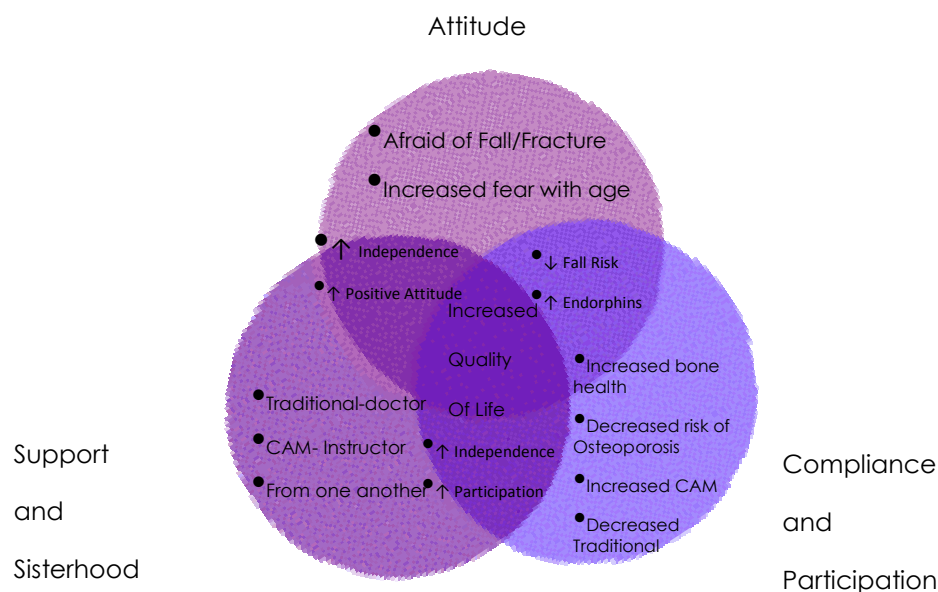 Attitude
• Afraid of Fall/Fracture
• Increased fear with age
• ↑ Independence
• ↑ Positive Attitude
• ↓ Fall Risk
• ↑ Endorphins
Increased
Quality
Of Life
• Traditional-doctor
• CAM- Instructor
• From one another
• ↑ Independence
• ↑ Participation
• Increased bone
health
• Decreased risk of
Osteoporosis
• Increased CAM
• Decreased
Traditional
Support
and
Sisterhood
Compliance
and
Participation